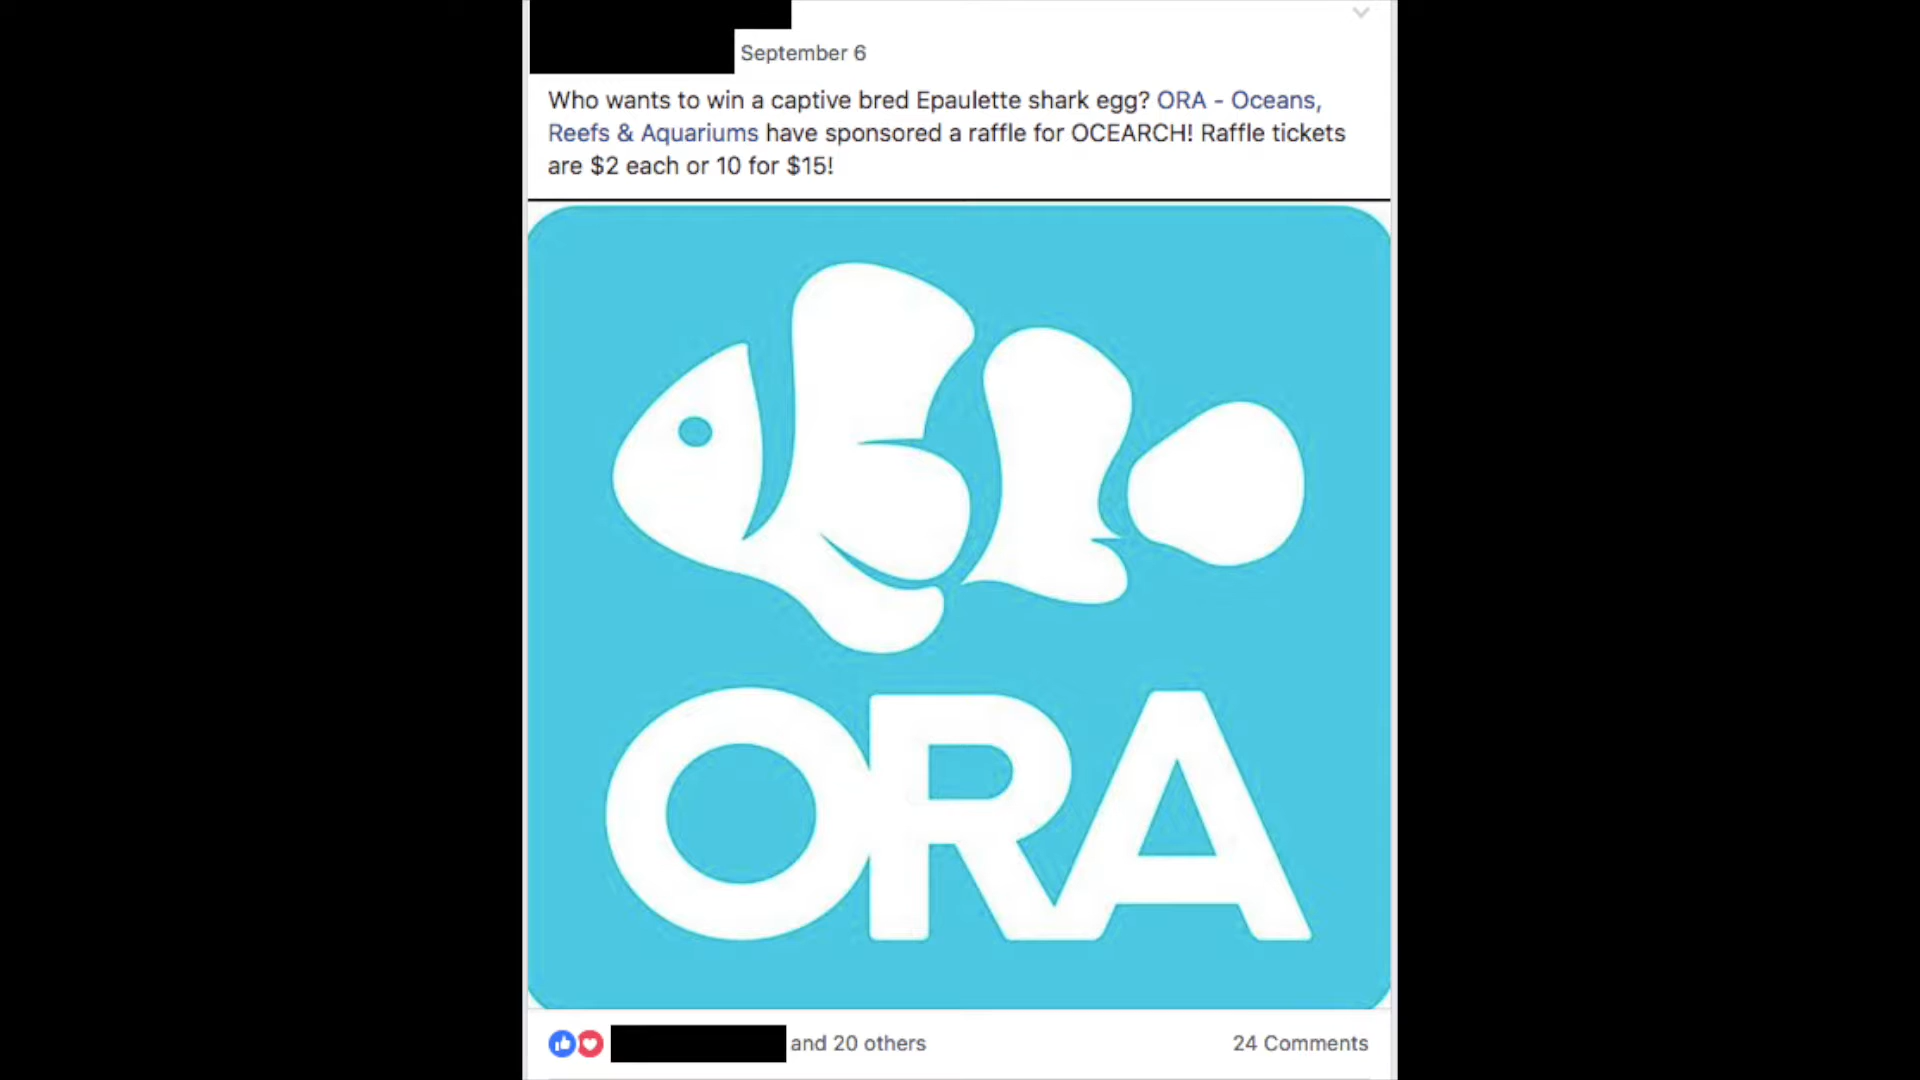 September 6
Who wants to win a captive bred Epaulette shark egg? ORA - Oceans,
Reefs & Aquariums have sponsored a raffle for OCEARCH! Raffle tickets
are $2 each or 10 for $15!
ORA
and 20 others
24 Comments